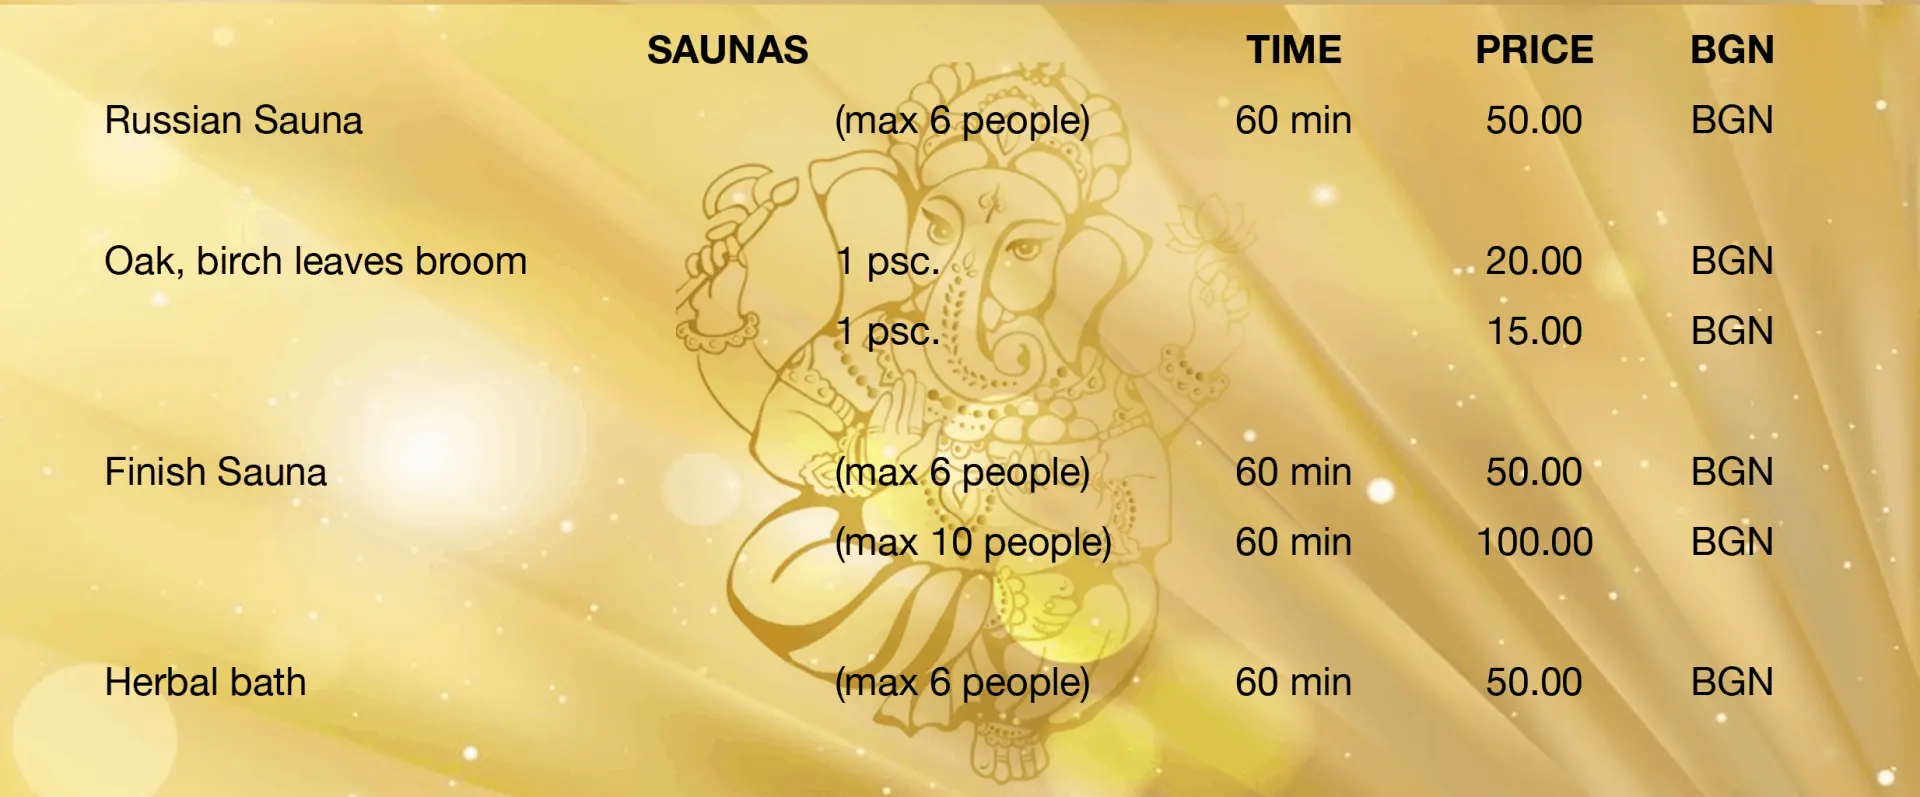 SAUNAS TIME PRICE BGN
Russian Sauna (max 6 people) 60 min 50.00 BGN
Oak, birch leaves broom 1 psc. 20.00 BGN
1 psc. 15.00 BGN
Finish Sauna (max 6 people) 60 min 50.00 BGN
(max 10 people) 60 min 100.00 BGN
Herbal bath (max 6 people) 60 min 50.00 BGN